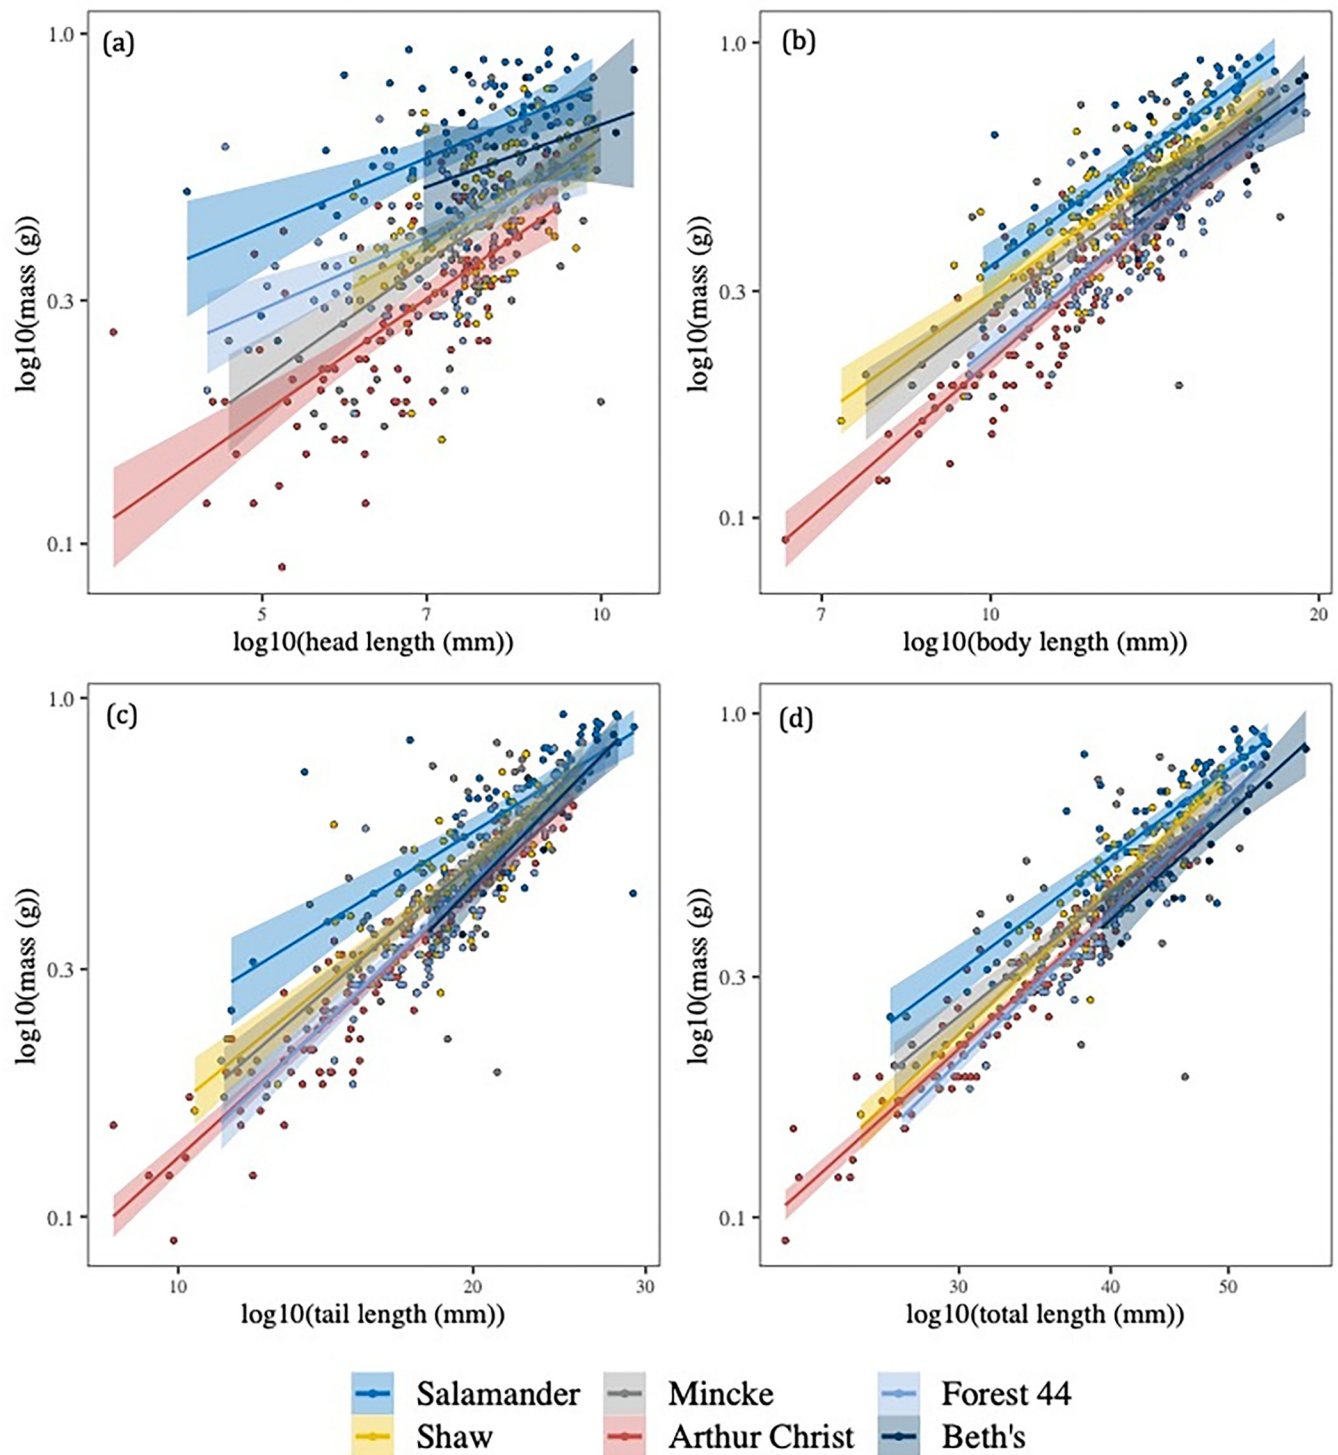 (a)
1.0
0.3
0.1
log10(mass (g))
5 7 10
log10(head length (mm))
(b)
1.0
0.3
0.1
log10(mass (g))
7 10 20
log10(body length (mm))
(c)
1.0
0.3
0.1
log10(mass (g))
10 20 30
log10(tail length (mm))
(d)
1.0
0.3
0.1
log10(mass (g))
30 40 50
log10(total length (mm))
Salamander Mincke Forest 44
Shaw Arthur Christ Beth's